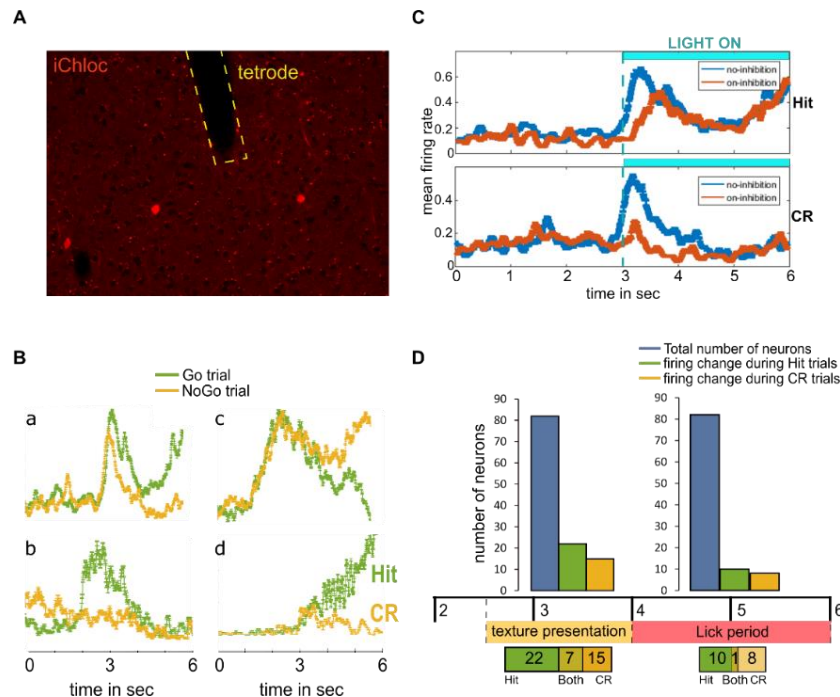 A
iChloc
tetrode
C
LIGHT ON
0.6
0.4
0.2
0
no-inhibition
on-inhibition
Hit
mean firing rate
0.4
0.2
0
no-inhibition
on-inhibition
CR
0 1 2 3 4 5 6
time in sec
B
Go trial
NoGo trial
a
c
b
d
Hit
CR
0 3 6
0 3 6
time in sec
time in sec
D
Total number of neurons
firing change during Hit trials
firing change during CR trials
number of neurons
90
80
70
60
50
40
30
20
10
90
80
70
60
50
40
30
20
10
2 3 4 5 6
texture presentation
Lick period
22 7 15
Hit Both CR
10 1 8
Hit Both CR